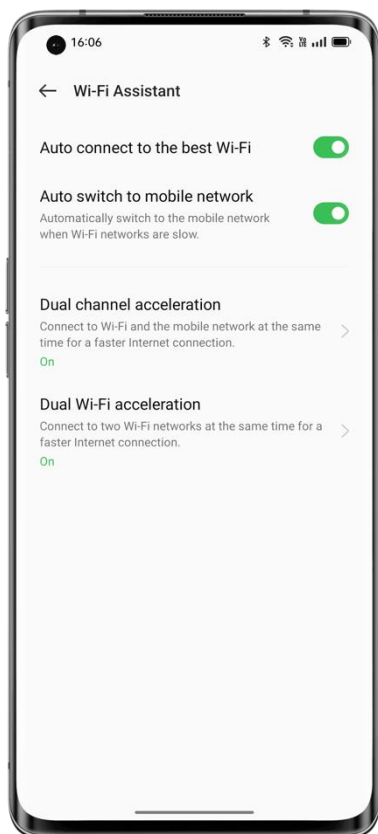 16:06
Wi-Fi Assistant
Auto connect to the best Wi-Fi
Auto switch to mobile network
Automatically switch to the mobile network
when Wi-Fi networks are slow.
Dual channel acceleration
Connect to Wi-Fi and the mobile network at the same
time for a faster Internet connection.
On
Dual Wi-Fi acceleration
Connect to two Wi-Fi networks at the same time for a
faster Internet connection.
On